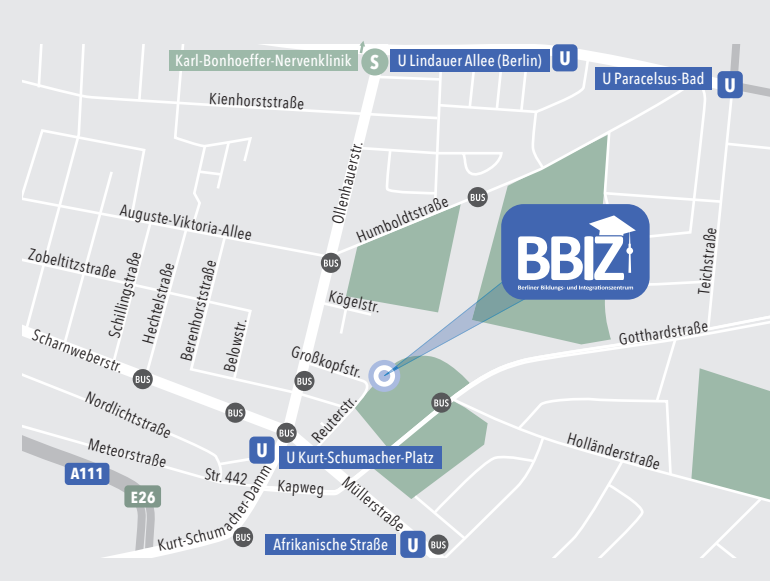 Karl-Bonhoeffer-Nervenklinik
S
U Lindauer Allee (Berlin)
U
U Paracelsus-Bad
U
Kienhorststraße
Ollenhauerstr.
Humboldtstraße
BUS
Auguste-Viktoria-Allee
BBIZ
Berliner Bildungs- und Integrationszentrum
Teichstraße
Zobeltitzstraße
Schillingstraße
Hechtelstraße
Berenhorststraße
Belowstr.
BUS
Kögelstr.
Gotthardstraße
Scharnweberstr.
BUS
Großkopfstr.
BUS
Nordlichtstraße
BUS
Reuterstr.
BUS
BUS
Holländerstraße
Meteorstraße
U
U Kurt-Schumacher-Platz
A111
E26
Str. 442
Kapweg
Müllerstraße
Kurt-Schumacher-Damm
BUS
Afrikanische Straße
U
BUS